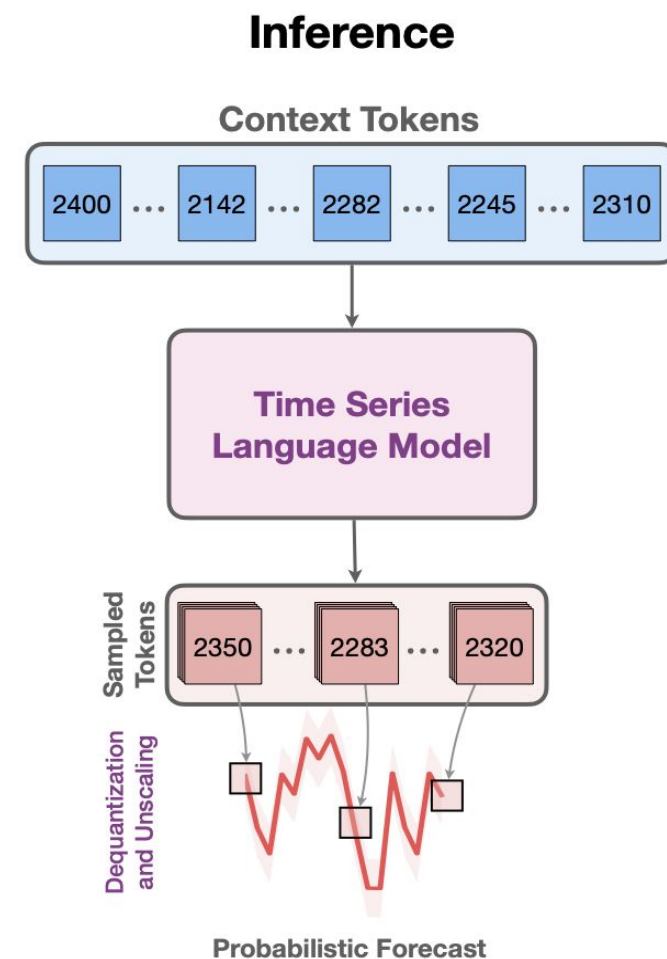 Inference
Context Tokens
2400 ... 2142 ... 2282 ... 2245 ... 2310
Time Series
Language Model
Sampled
Tokens
2350 ... 2283 ... 2320
Dequantization
and Unscaling
Probabilistic Forecast